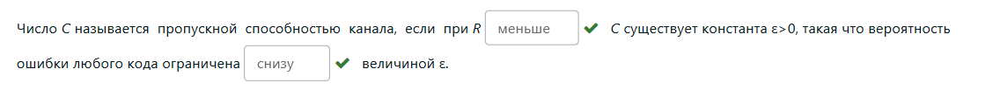 Число C называется пропускной способностью канала, если при R меньше C существует константа ε>0, такая что вероятность
ошибки любого кода ограничена снизу величиной ε.